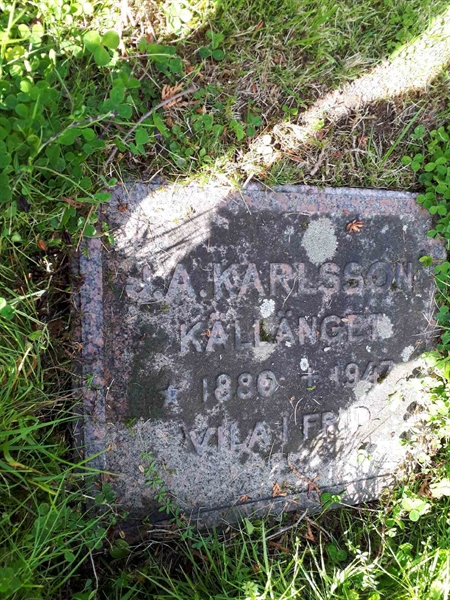 J.A. KARLSSON
KÄLLÄNGET
* 1880 + 1947
VILA I FRID